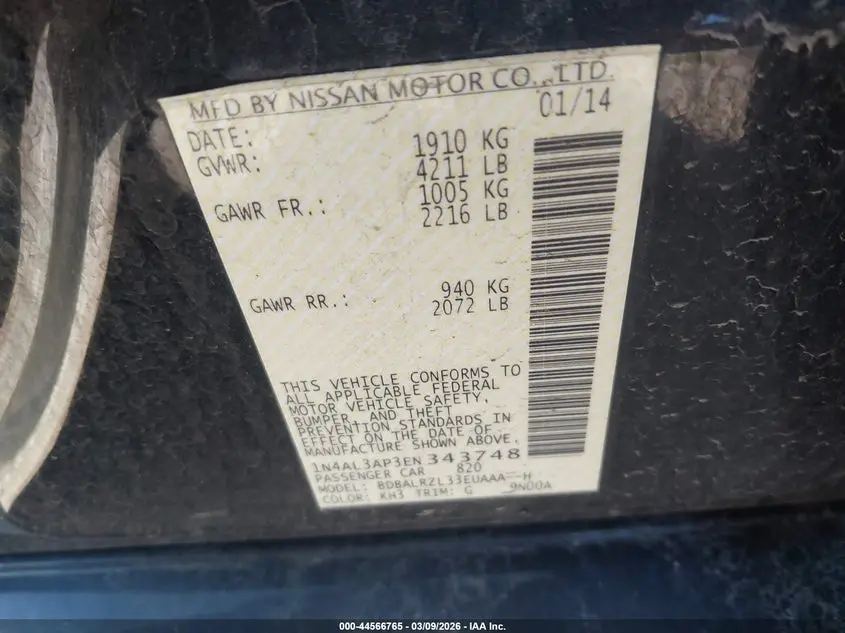 MFD BY NISSAN MOTOR CO., LTD.
DATE: 01/14
GVWR: 1910 KG
4211 LB
GAWR FR.: 1005 KG
2216 LB
GAWR RR.: 940 KG
2072 LB
THIS VEHICLE CONFORMS TO
ALL APPLICABLE FEDERAL
MOTOR VEHICLE SAFETY,
BUMPER, AND THEFT
PREVENTION STANDARDS IN
EFFECT ON THE DATE OF
MANUFACTURE SHOWN ABOVE.
1N4AL3AP3EN343748
PASSENGER CAR 820
MODEL: BDBALRZL33EUAAA--H
COLOR: KH3 TRIM: G 9N00A
000-44566765 | 03/09/2026 - IAA Inc.